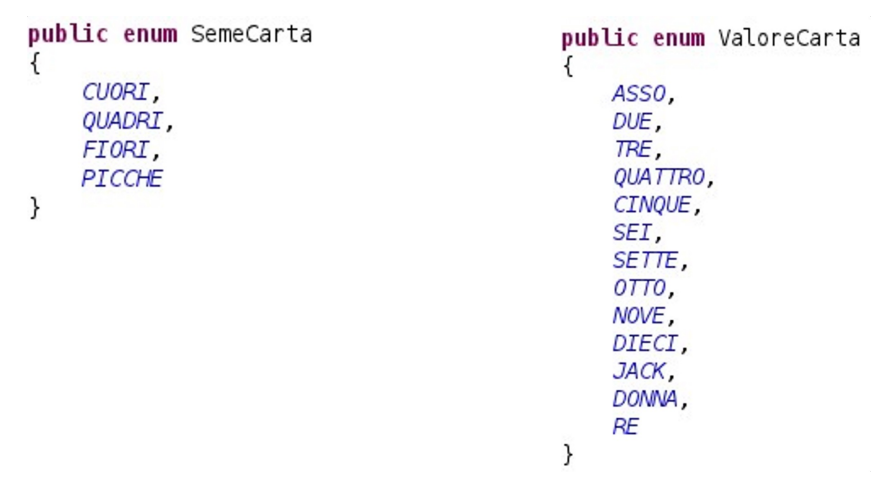 public enum SemeCarta
{
CUORI,
QUADRI,
FIORI,
PICCHE
}
public enum ValoreCarta
{
ASSO,
DUE,
TRE,
QUATTRO,
CINQUE,
SEI,
SETTE,
OTTO,
NOVE,
DIECI,
JACK,
DONNA,
RE
}